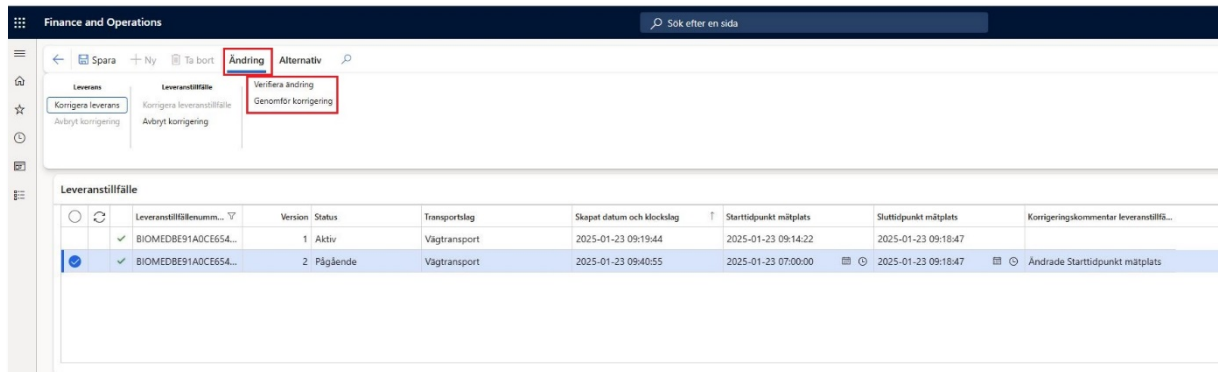 Finance and Operations
Sök efter en sida
Spara Ny Ta bort Ändring Alternativ
Leverans Leveranstillfälle Verifiera ändring
Korrigera leverans Korrigera leveranstillfälle Genomför korrigering
Avbryt korrigering Avbryt korrigering
Leveranstillfälle
Leveranstillfällenumm... Version Status Transportslag Skapat datum och klockslag Starttidpunkt mätplats Sluttidpunkt mätplats Korrigeringskommentar leveranstillfä...
BIOMEDBE91A0CE654... 1 Aktiv Vägtransport 2025-01-23 09:19:44 2025-01-23 09:14:22 2025-01-23 09:18:47
BIOMEDBE91A0CE654... 2 Pågående Vägtransport 2025-01-23 09:40:55 2025-01-23 07:00:00 2025-01-23 09:18:47 Ändrade Starttidpunkt mätplats